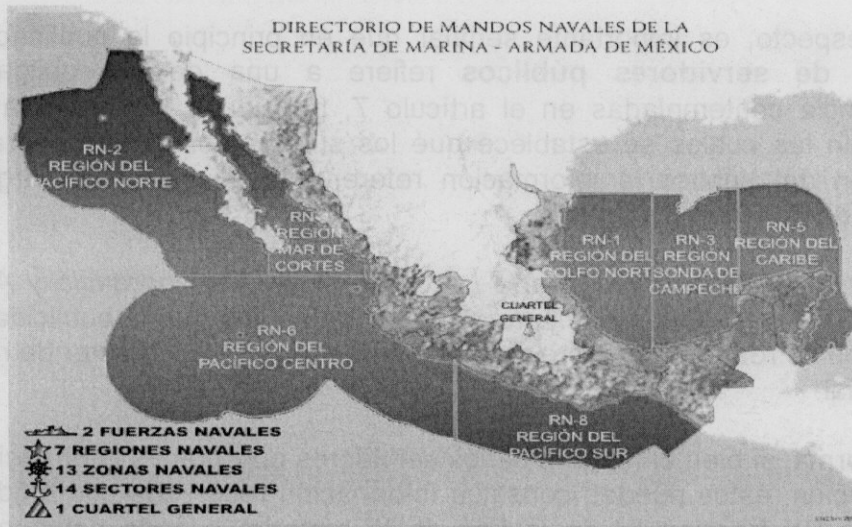 DIRECTORIO DE MANDOS NAVALES DE LA
SECRETARÍA DE MARINA - ARMADA DE MÉXICO
RN-2
REGIÓN DEL
PACÍFICO NORTE
REGIÓN
MAR DE
CORTÉS
RN-1
REGIÓN DEL
GOLFO NORTE
RN-3
REGIÓN
SONDA DE
CAMPECHE
RN-5
REGIÓN DEL
CARIBE
CUARTEL
GENERAL
RN-6
REGIÓN DEL
PACÍFICO CENTRO
RN-8
REGIÓN DEL
PACÍFICO SUR
2 FUERZAS NAVALES
7 REGIONES NAVALES
13 ZONAS NAVALES
14 SECTORES NAVALES
1 CUARTEL GENERAL